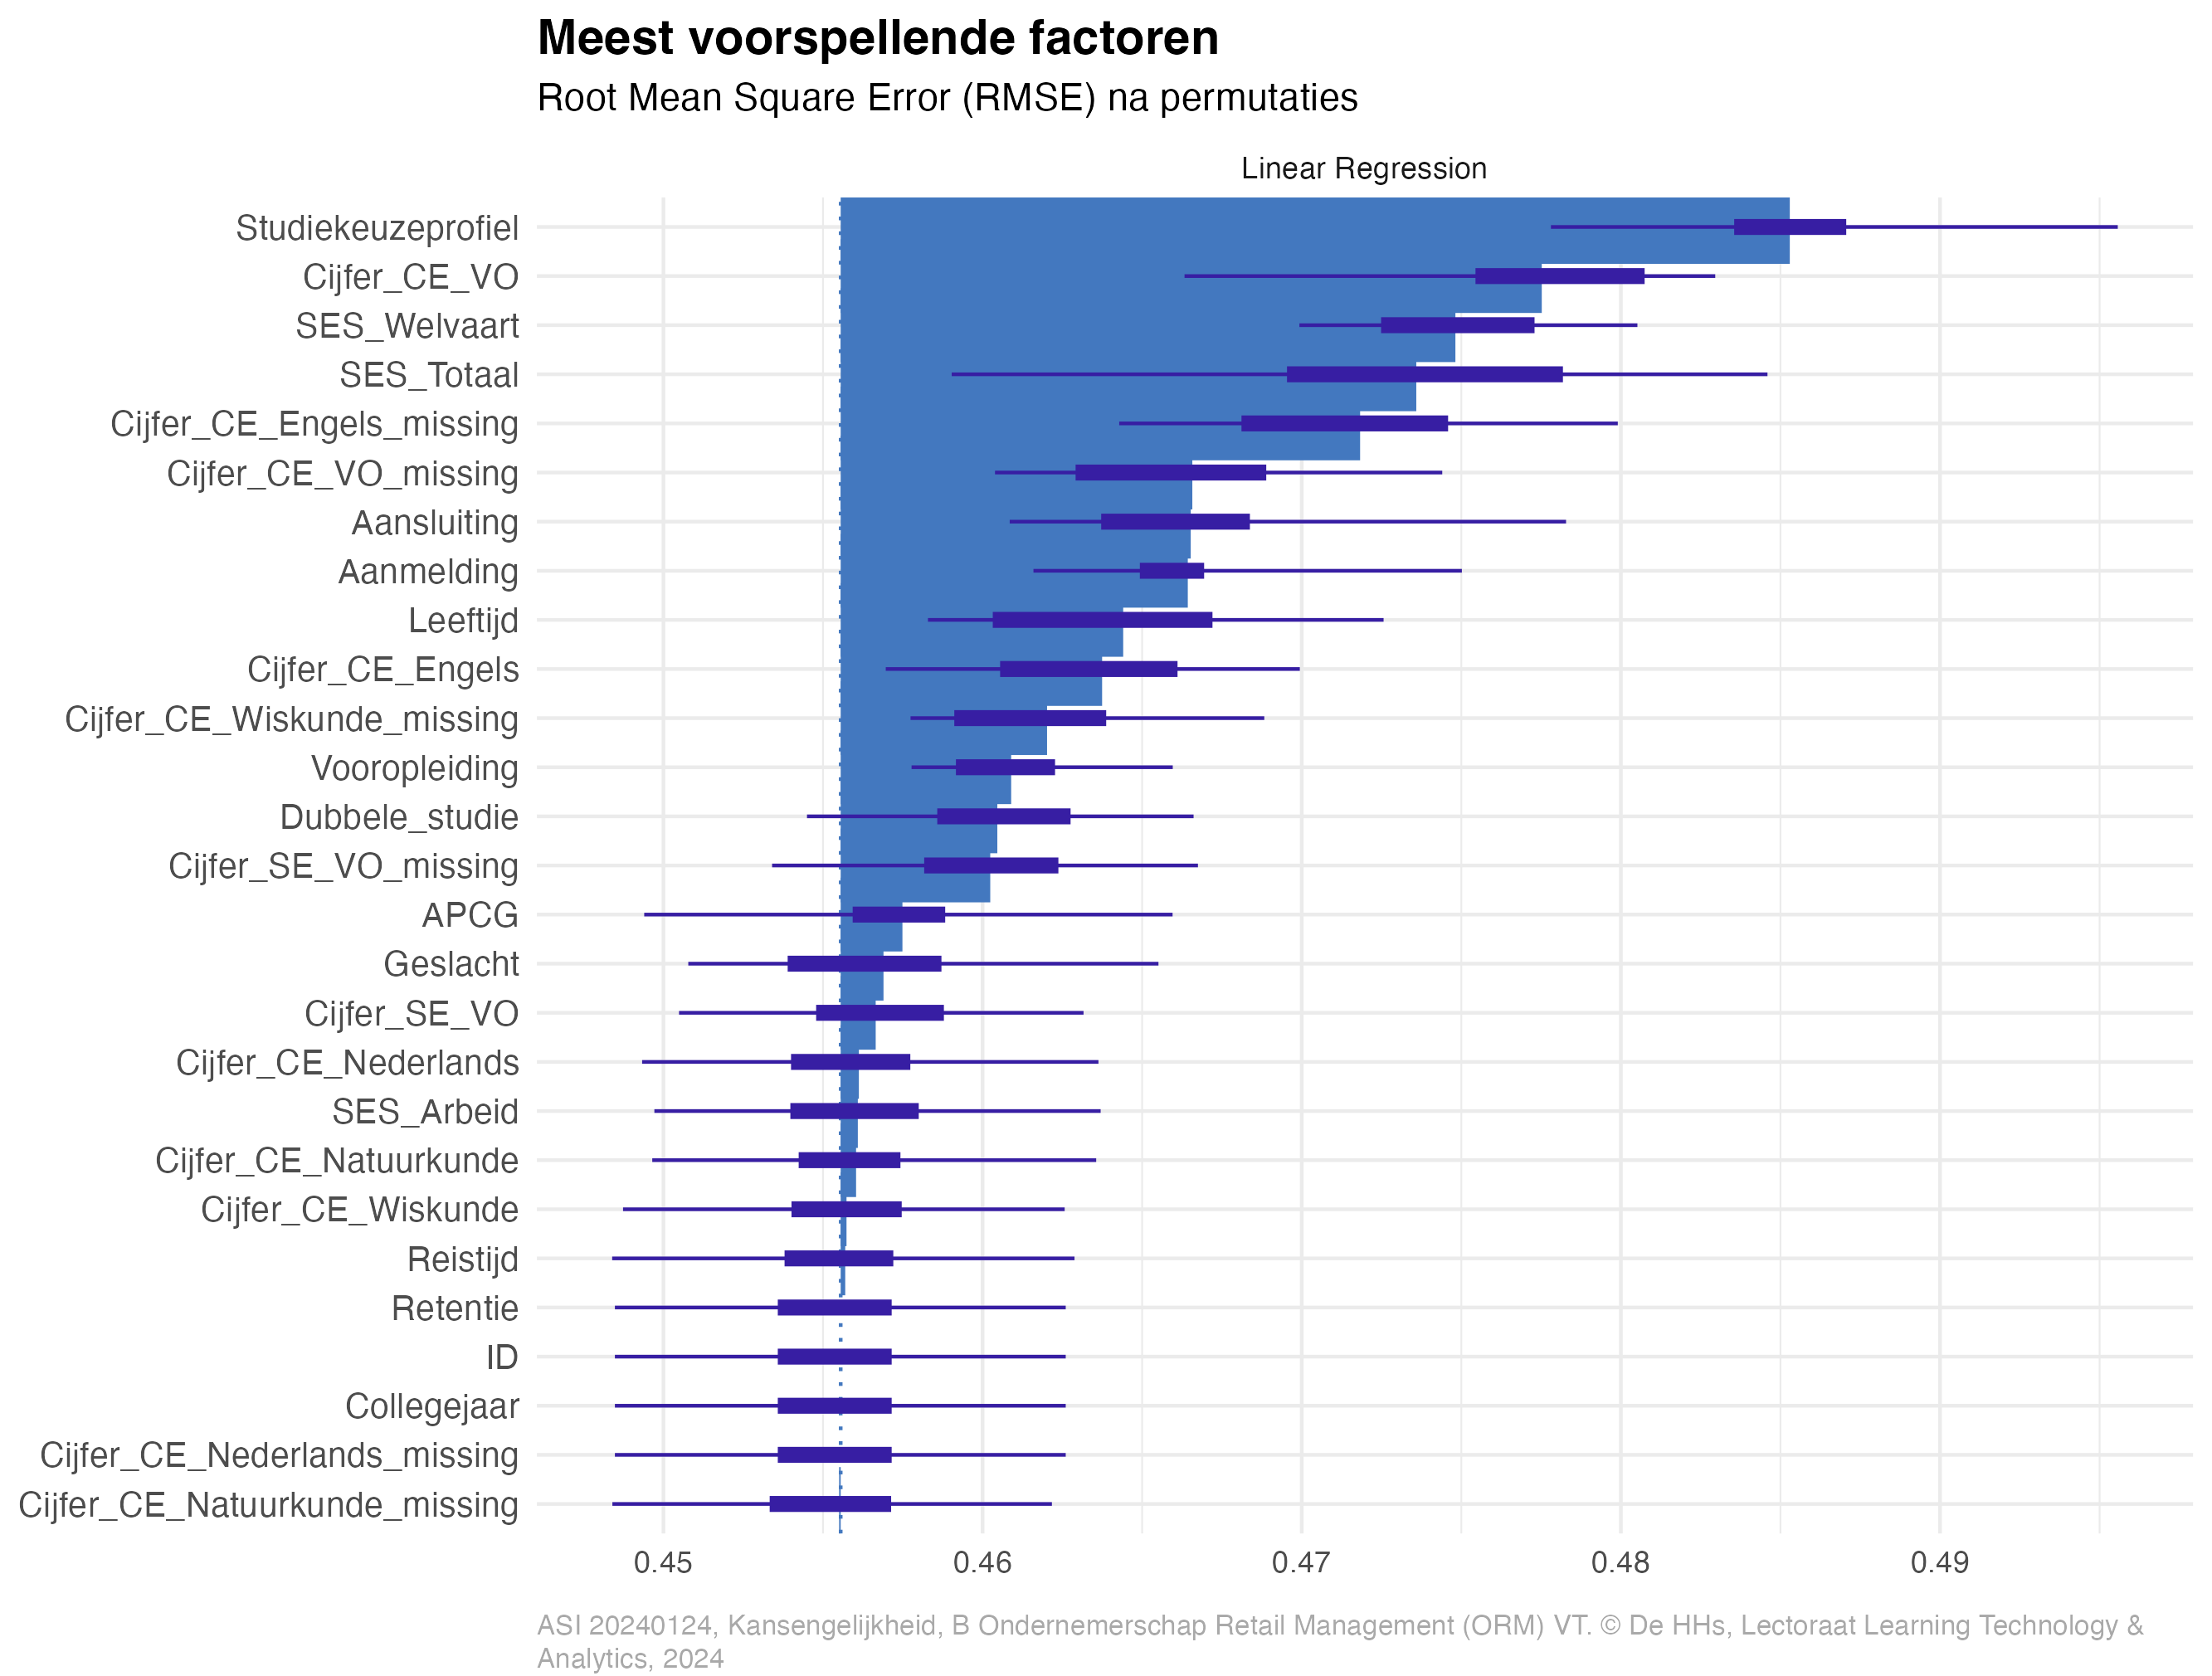 Meest voorspellende factoren
Root Mean Square Error (RMSE) na permutaties
Linear Regression
Studiekeuzeprofiel
Cijfer_CE_VO
SES_Welvaart
SES_Totaal
Cijfer_CE_Engels_missing
Cijfer_CE_VO_missing
Aansluiting
Aanmelding
Leeftijd
Cijfer_CE_Engels
Cijfer_CE_Wiskunde_missing
Vooropleiding
Dubbele_studie
Cijfer_SE_VO_missing
APCG
Geslacht
Cijfer_SE_VO
Cijfer_CE_Nederlands
SES_Arbeid
Cijfer_CE_Natuurkunde
Cijfer_CE_Wiskunde
Reistijd
Retentie
ID
Collegejaar
Cijfer_CE_Nederlands_missing
Cijfer_CE_Natuurkunde_missing
0.45 0.46 0.47 0.48 0.49
ASI 20240124, Kansengelijkheid, B Ondernemerschap Retail Management (ORM) VT. © De HHs, Lectoraat Learning Technology &
Analytics, 2024